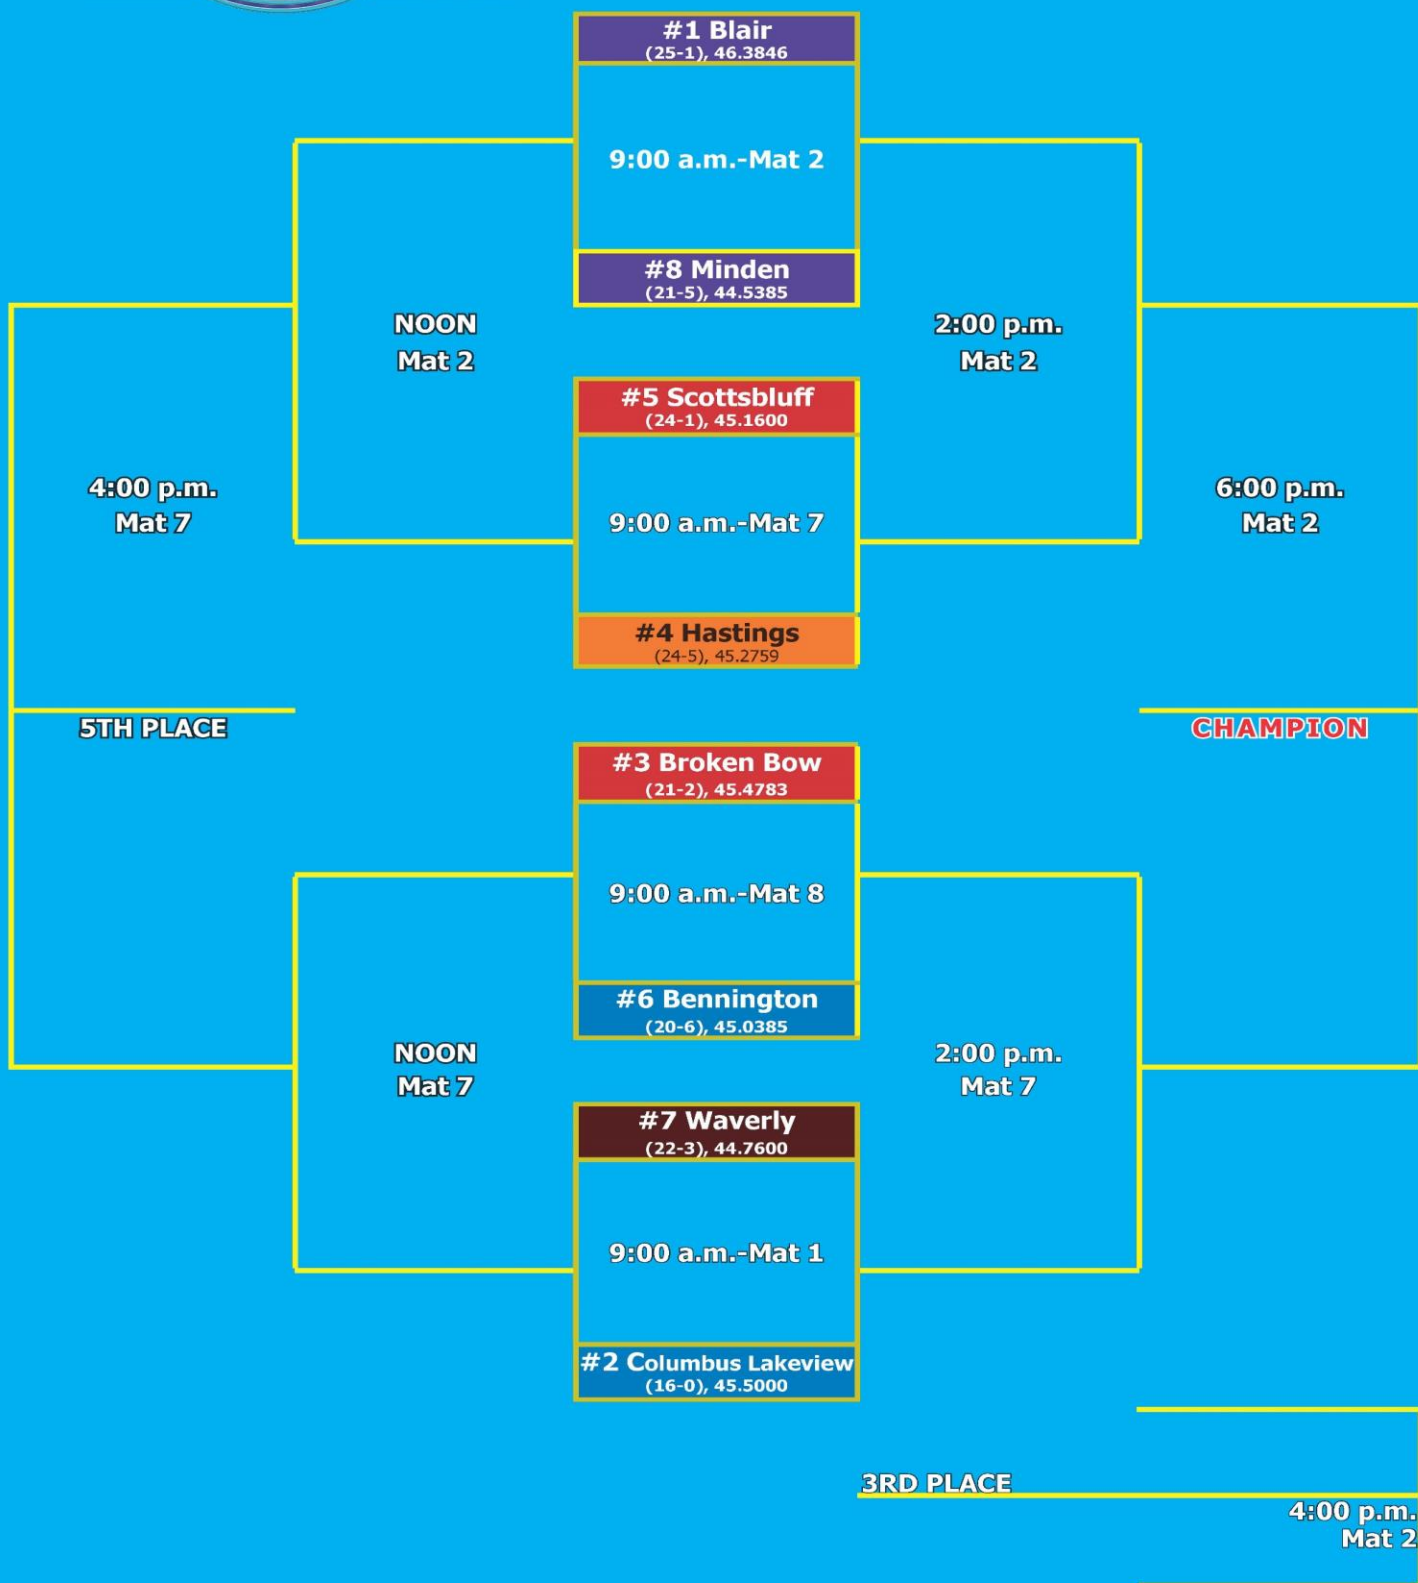 #1 Blair
(25-1), 46.3846
9:00 a.m.-Mat 2
#8 Minden
(21-5), 44.5385
NOON
Mat 2
2:00 p.m.
Mat 2
#5 Scottsbluff
(24-1), 45.1600
4:00 p.m.
Mat 7
9:00 a.m.-Mat 7
6:00 p.m.
Mat 2
#4 Hastings
(24-5), 45.2759
5TH PLACE
CHAMPION
#3 Broken Bow
(21-2), 45.4783
9:00 a.m.-Mat 8
#6 Bennington
(20-6), 45.0385
NOON
Mat 7
2:00 p.m.
Mat 7
#7 Waverly
(22-3), 44.7600
9:00 a.m.-Mat 1
#2 Columbus Lakeview
(16-0), 45.5000
3RD PLACE
4:00 p.m.
Mat 2